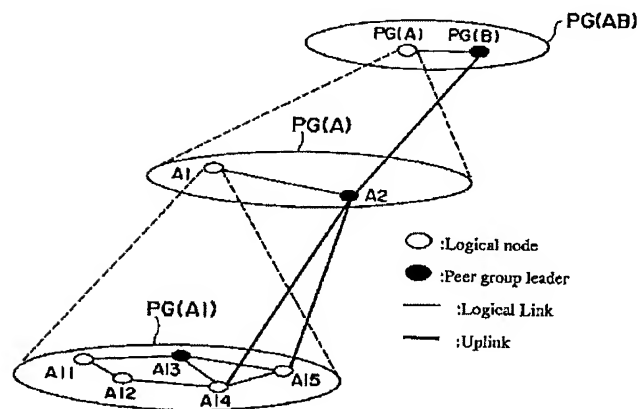 PG(AB)
PG(A) PG(B)
PG(A)
A1
A2
:Logical node
:Peer group leader
:Logical Link
:Uplink
PG(A1)
A11
A13
A15
A12
A14